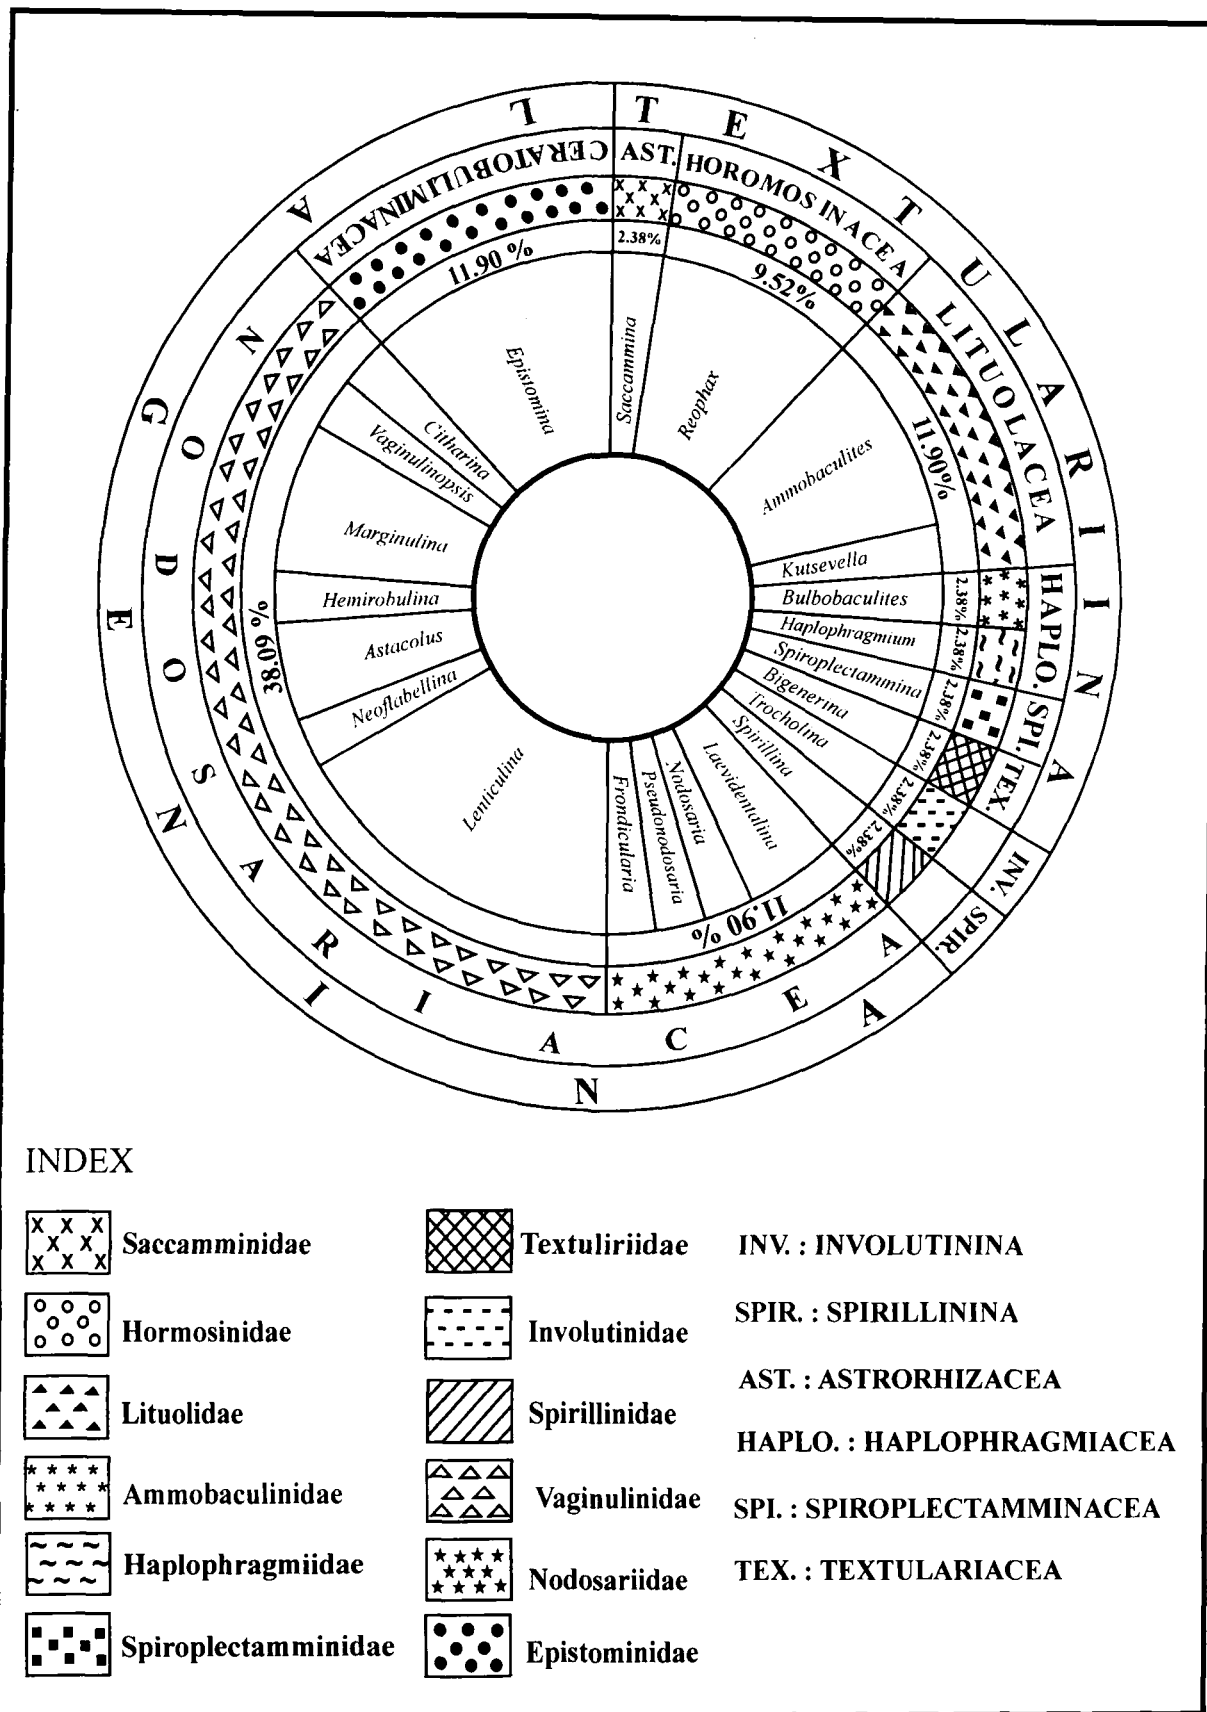 TEXTULARIINA
INV.
SPIR.
LAGENINA
AST.
HOROMOSINACEA
LITUOLACEA
HAPLO.
SPI.
TEX.
NODOSARIACEA
CERATOBULIMINACEA
2.38%
9.52%
11.90%
2.38%
2.38%
2.38%
2.38%
2.38%
2.38%
11.90 %
38.09 %
11.90 %
Saccammina
Reophax
Ammobaculites
Kutsevella
Bulbobaculites
Haplophragmium
Spiroplectammina
Bigenerina
Trocholina
Spirillina
Laevidentalina
Nodosaria
Pseudonodosaria
Frondicularia
Lenticulina
Neoflabellina
Astacolus
Hemirobulina
Marginulina
Vaginulinopsis
Citharina
Epistomina
INDEX
Saccamminidae
Hormosinidae
Lituolidae
Ammobaculinidae
Haplophragmiidae
Spiroplectamminidae
Textuliriidae
Involutinidae
Spirillinidae
Vaginulinidae
Nodosariidae
Epistominidae
INV. : INVOLUTININA
SPIR. : SPIRILLININA
AST. : ASTRORHIZACEA
HAPLO. : HAPLOPHRAGMIACEA
SPI. : SPIROPLECTAMMINACEA
TEX. : TEXTULARIACEA